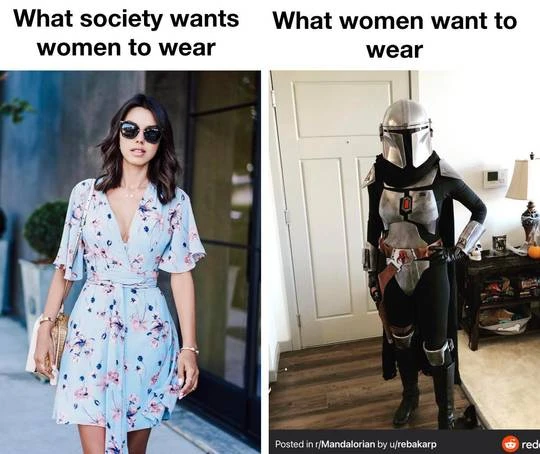 What society wants
women to wear
What women want to
wear
Posted in r/Mandalorian by u/rebakarp